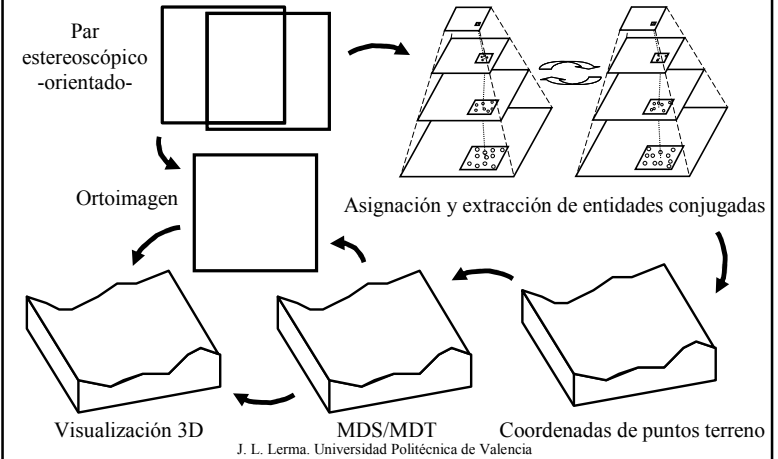 Par
estereoscópico
-orientado-
Ortoimagen
Asignación y extracción de entidades conjugadas
Visualización 3D
MDS/MDT
Coordenadas de puntos terreno
J. L. Lerma. Universidad Politécnica de Valencia